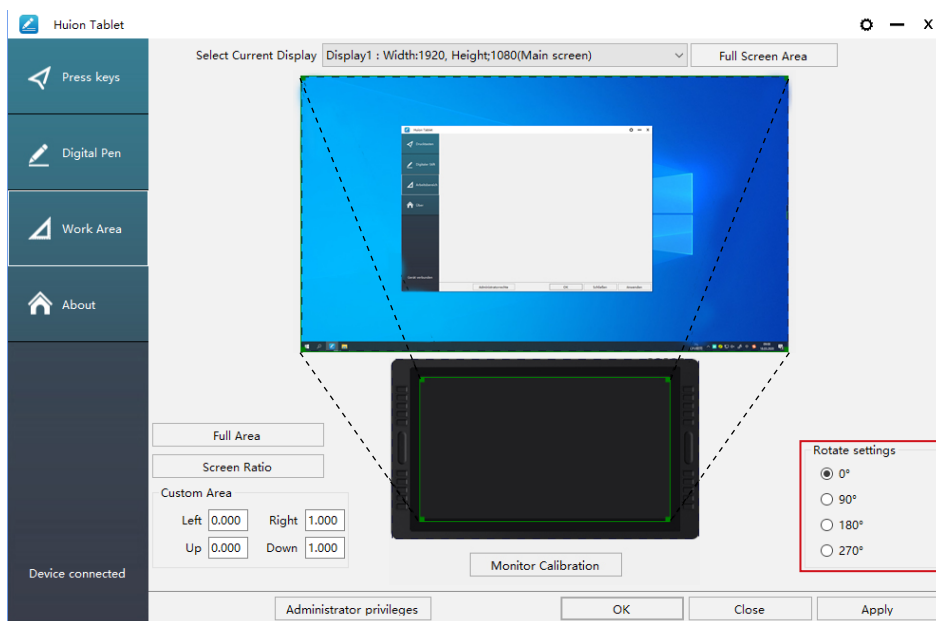 Huion Tablet
Select Current Display Display1 : Width:1920, Height;1080(Main screen) Full Screen Area
Press keys
Digital Pen
Work Area
About
Huion Tablet
Full Area
Screen Ratio
Custom Area
Left 0.000 Right 1.000
Up 0.000 Down 1.000
Rotate settings
0°
90°
180°
270°
Device connected
Monitor Calibration
Administrator privileges OK Close Apply